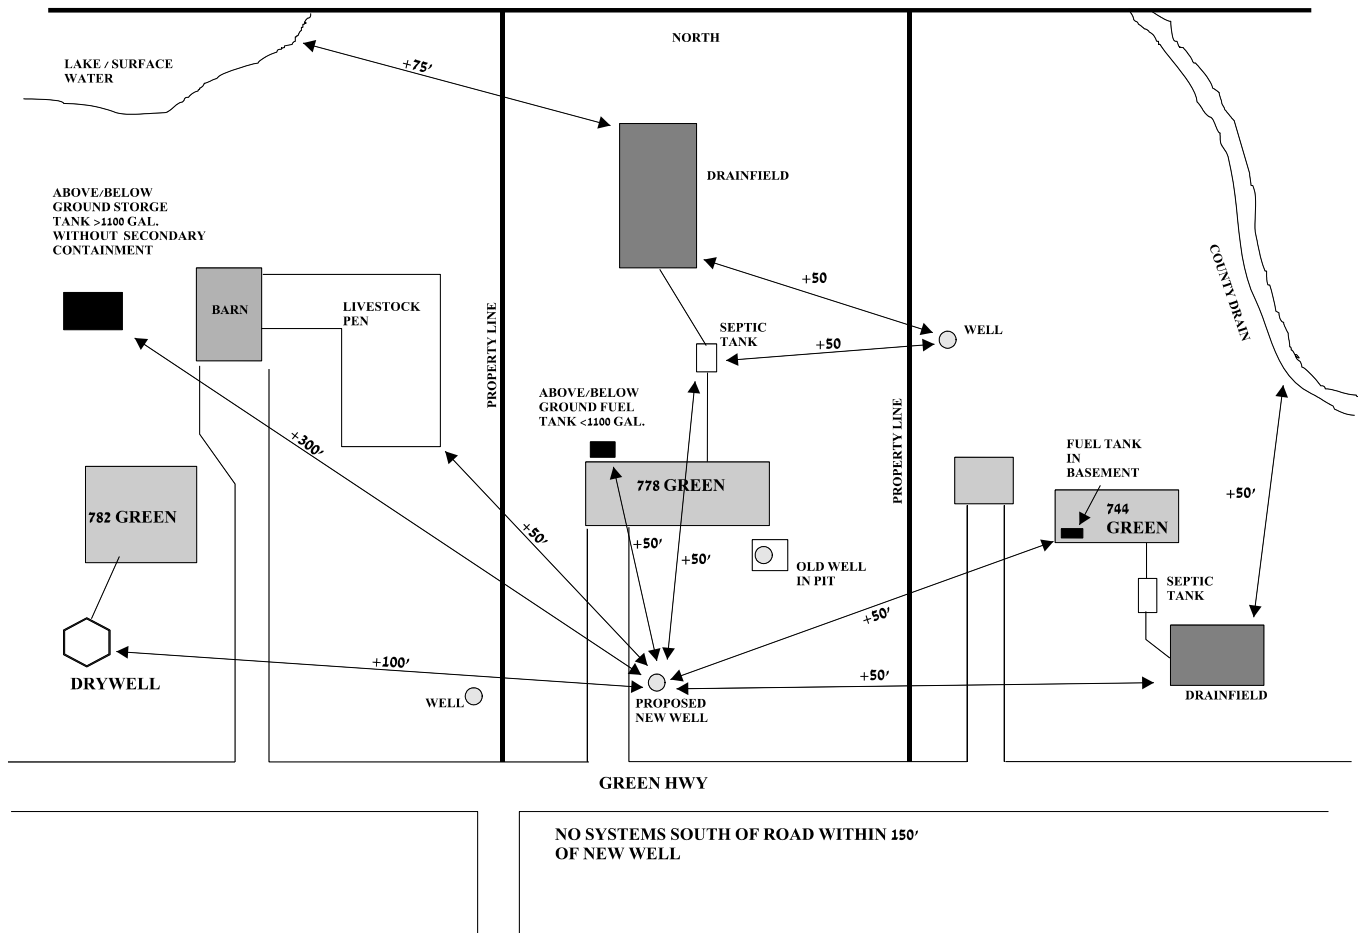 NORTH
LAKE / SURFACE
WATER
+75'
DRAINFIELD
ABOVE/BELOW
GROUND STORGE
TANK >1100 GAL.
WITHOUT SECONDARY
CONTAINMENT
BARN
LIVESTOCK
PEN
PROPERTY LINE
+50
SEPTIC
TANK
+50
WELL
COUNTY DRAIN
ABOVE/BELOW
GROUND FUEL
TANK <1100 GAL.
PROPERTY LINE
+300'
FUEL TANK
IN
BASEMENT
782 GREEN
778 GREEN
744
GREEN
+50'
+50'
+50'
+50'
OLD WELL
IN PIT
SEPTIC
TANK
+50'
DRYWELL
+100'
WELL
PROPOSED
NEW WELL
+50'
DRAINFIELD
GREEN HWY
NO SYSTEMS SOUTH OF ROAD WITHIN 150'
OF NEW WELL